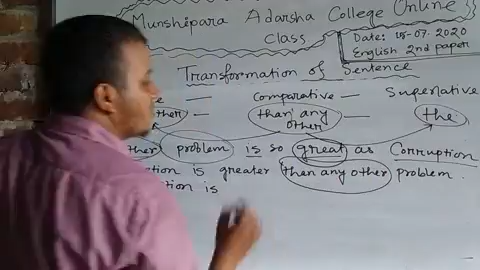 Munshipara Adarsha College Online
Class
Date: 15-07.2020
English 2nd paper
Transformation of Sentence
— Comparative — Superlative
than any other — the
problem is so great as Corruption
is greater than any other problem.
is